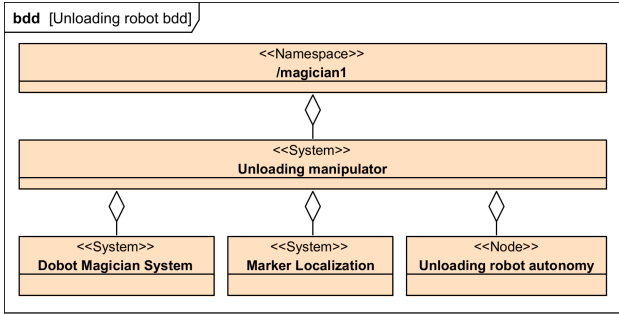 bdd [Unloading robot bdd]
<<Namespace>>
/magician1
<<System>>
Unloading manipulator
<<System>>
Dobot Magician System
<<System>>
Marker Localization
<<Node>>
Unloading robot autonomy